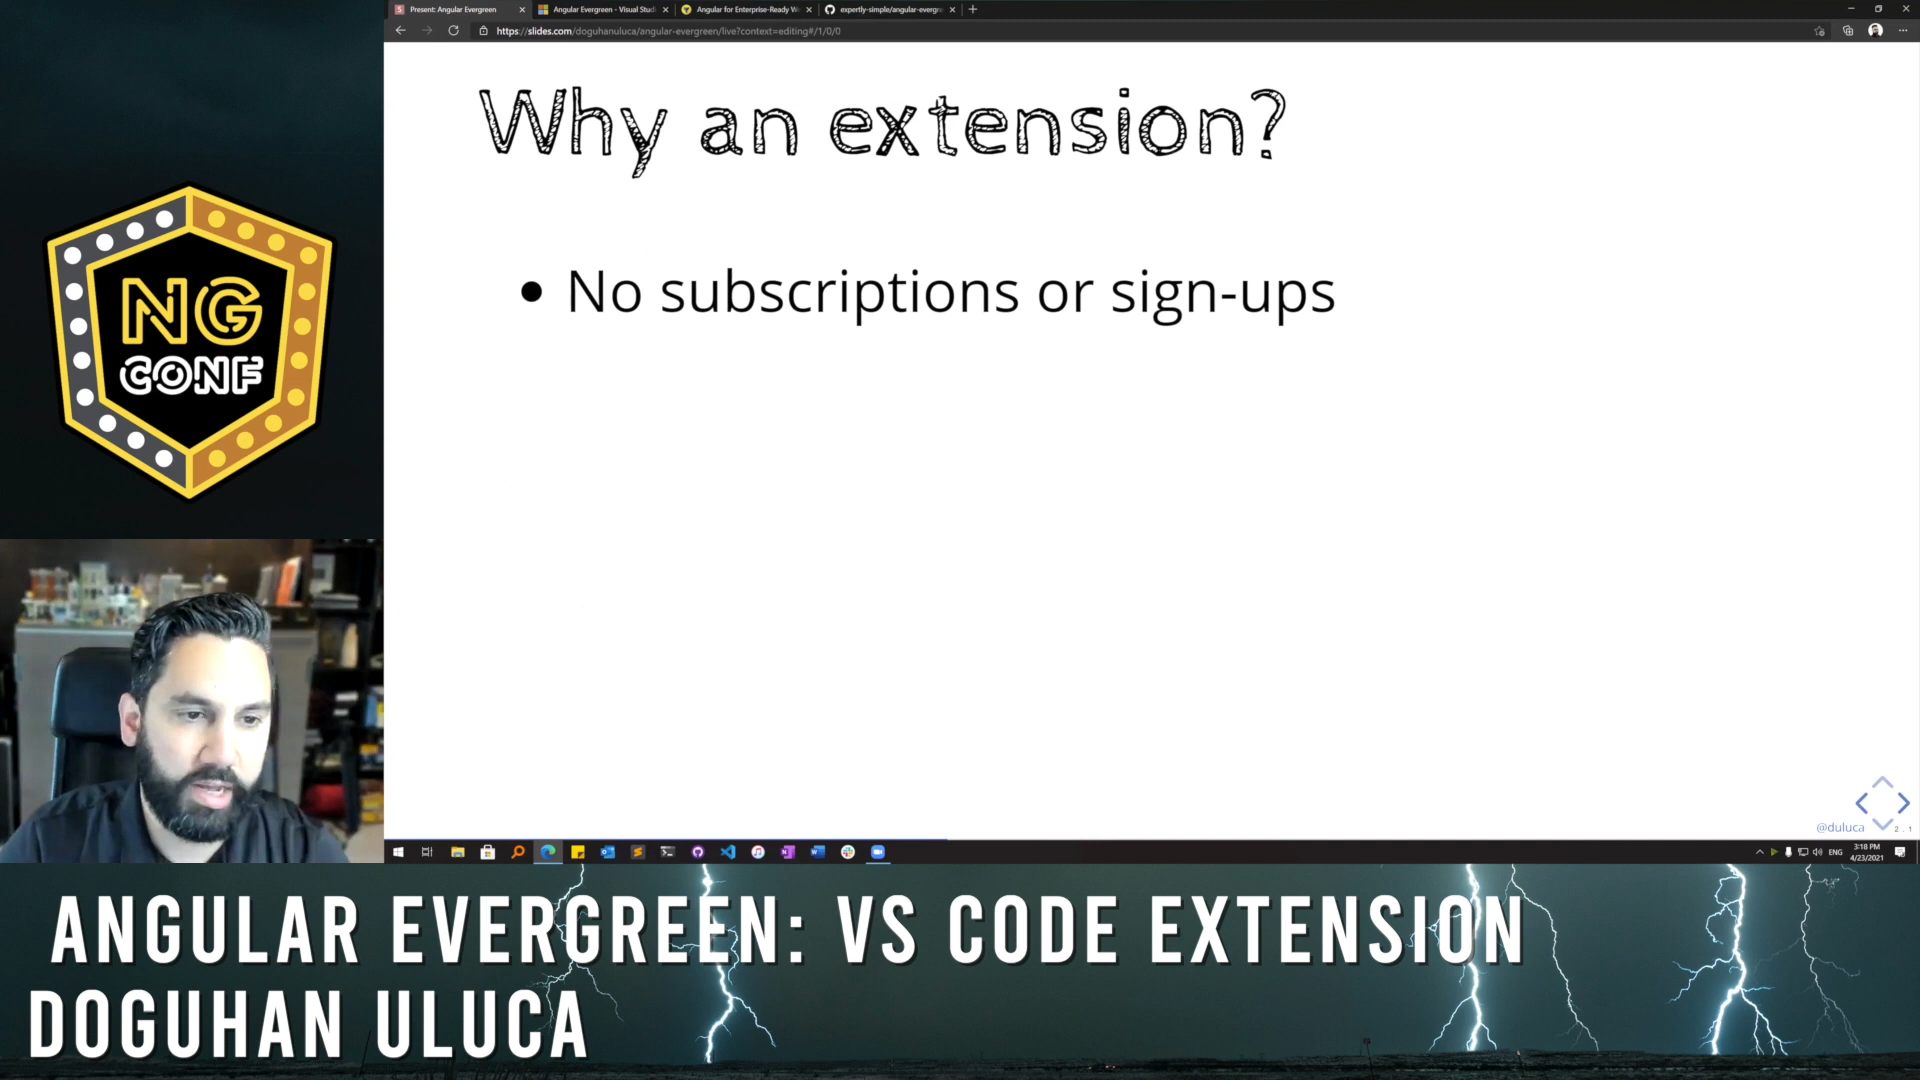 Present: Angular Evergreen
Angular Evergreen - Visual Stud
Angular for Enterprise-Ready W
expertly-simple/angular-evergr
https://slides.com/doguhanuluca/angular-evergreen/live?context=editing#/1/0/0
Why an extension?
• No subscriptions or sign-ups
NG
CONF
@duluca
2.1
ENG
3:18 PM
4/23/2021
ANGULAR EVERGREEN: VS CODE EXTENSION
DOGUHAN ULUCA